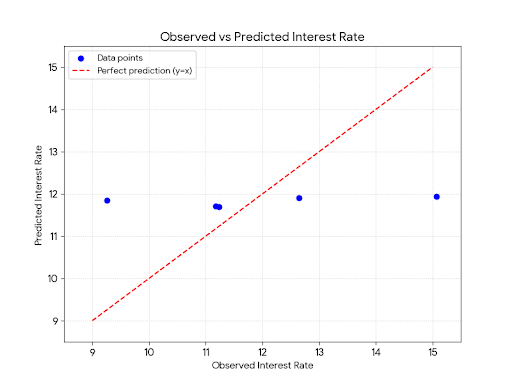 Observed vs Predicted Interest Rate
Data points
Perfect prediction (y=x)
15
14
13
12
11
10
9
Predicted Interest Rate
9 10 11 12 13 14 15
Observed Interest Rate